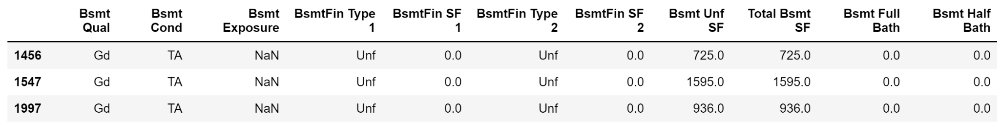 Bsmt Bsmt Bsmt BsmtFin Type BsmtFin SF BsmtFin Type BsmtFin SF Bsmt Unf Total Bsmt Bsmt Full Bsmt Half
Qual Cond Exposure 1 1 2 2 SF SF Bath Bath
1456 Gd TA NaN Unf 0.0 Unf 0.0 725.0 725.0 0.0 0.0
1547 Gd TA NaN Unf 0.0 Unf 0.0 1595.0 1595.0 0.0 0.0
1997 Gd TA NaN Unf 0.0 Unf 0.0 936.0 936.0 0.0 0.0